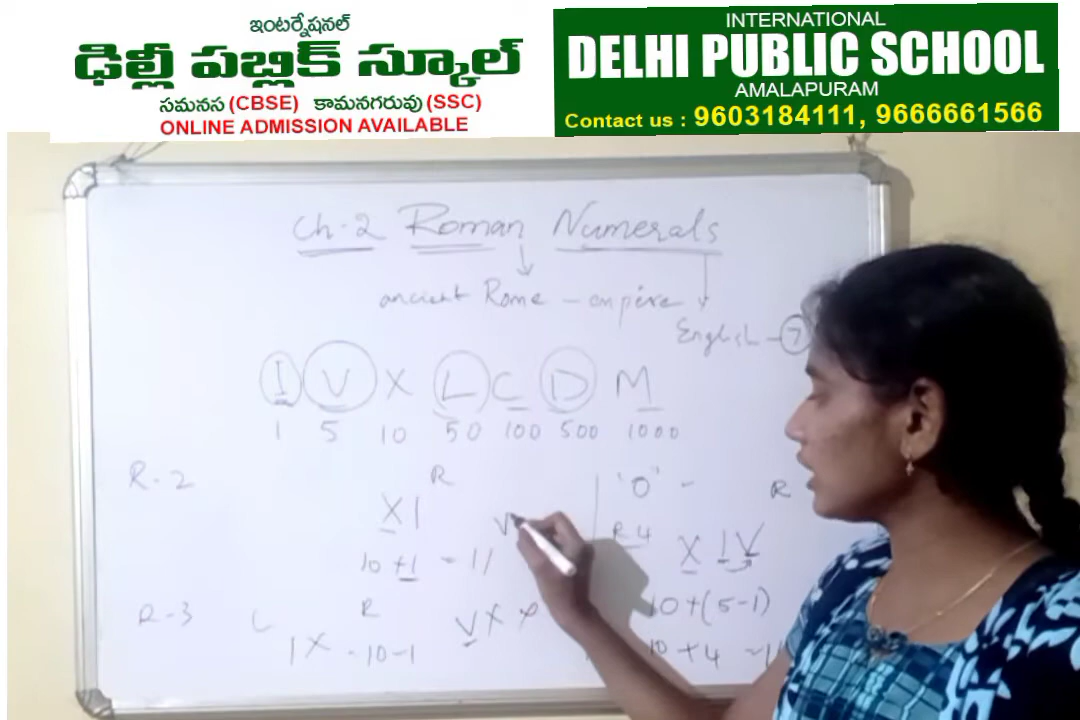 ఇంటర్నేషనల్
ఢిల్లీ పబ్లిక్ స్కూల్
సమనస (CBSE) కామనగరువు (SSC)
ONLINE ADMISSION AVAILABLE
INTERNATIONAL
DELHI PUBLIC SCHOOL
AMALAPURAM
Contact us : 9603184111, 9666661566
Ch-2 Roman Numerals
ancient Rome - empire
English - 7
I V X L C D M
1 5 10 50 100 500 1000
R-2 R
XI
10 +1 = 11
'0' - R
R 4 X IV
10+(5-1)
10+4
R-3 L R
IX - 10-1
VX